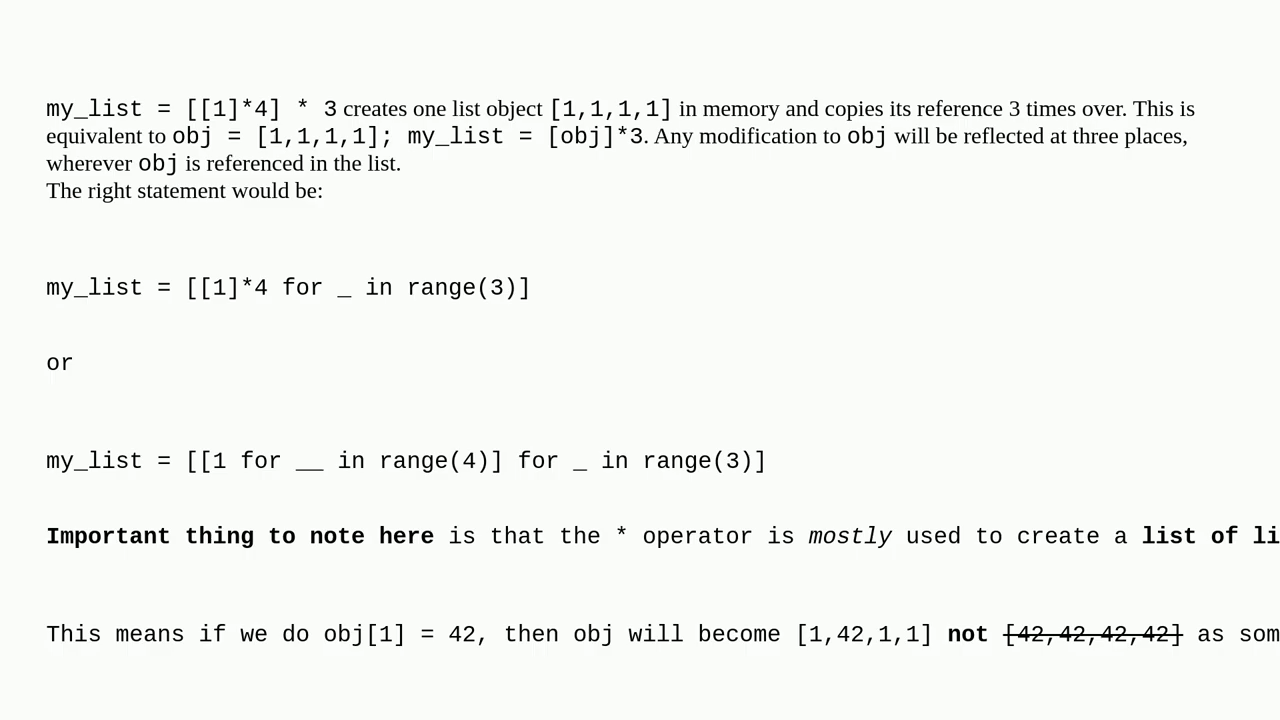 my_list = [[1]*4] * 3 creates one list object [1,1,1,1] in memory and copies its reference 3 times over. This is
equivalent to obj = [1,1,1,1]; my_list = [obj]*3. Any modification to obj will be reflected at three places,
wherever obj is referenced in the list.
The right statement would be:
my_list = [[1]*4 for _ in range(3)]
or
my_list = [[1 for __ in range(4)] for _ in range(3)]
Important thing to note here is that the * operator is mostly used to create a list of li
This means if we do obj[1] = 42, then obj will become [1,42,1,1] not [42,42,42,42] as som